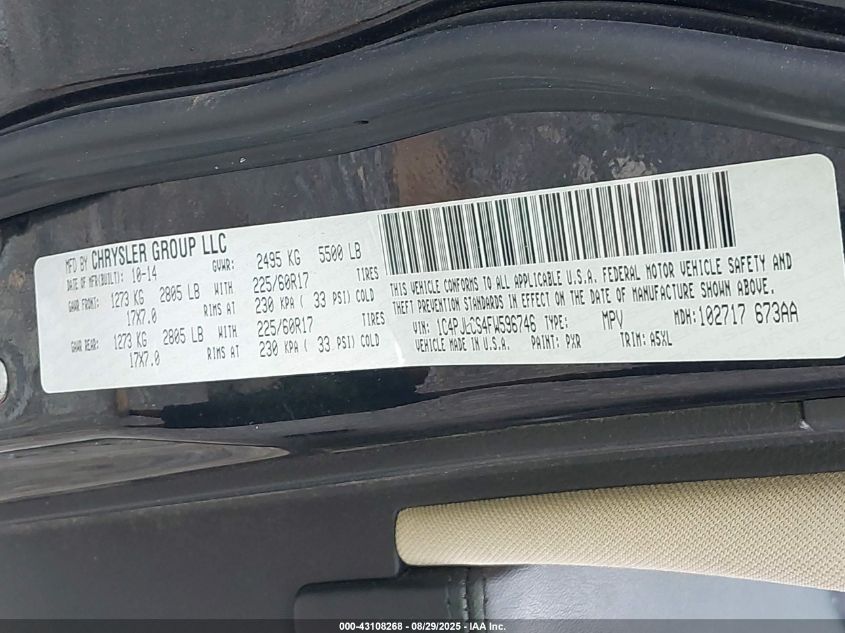 MFD BY CHRYSLER GROUP LLC
DATE OF MFR(BUILT): 10-14 GVWR: 2495 KG 5500 LB
GAWR FRONT: 1273 KG 2805 LB WITH 225/60R17 TIRES
17X7.0 RIMS AT 230 KPA ( 33 PSI) COLD
GAWR REAR: 1273 KG 2805 LB WITH 225/60R17 TIRES
17X7.0 RIMS AT 230 KPA ( 33 PSI) COLD
THIS VEHICLE CONFORMS TO ALL APPLICABLE U.S.A. FEDERAL MOTOR VEHICLE SAFETY AND
THEFT PREVENTION STANDARDS IN EFFECT ON THE DATE OF MANUFACTURE SHOWN ABOVE.
VIN: 1C4PJLCS4FW596746 TYPE: MPV MDH: 102717 673AA
VEHICLE MADE IN U.S.A. PAINT: PXR TRIM: A5XL
000-43108268 - 08/29/2025 - IAA Inc.